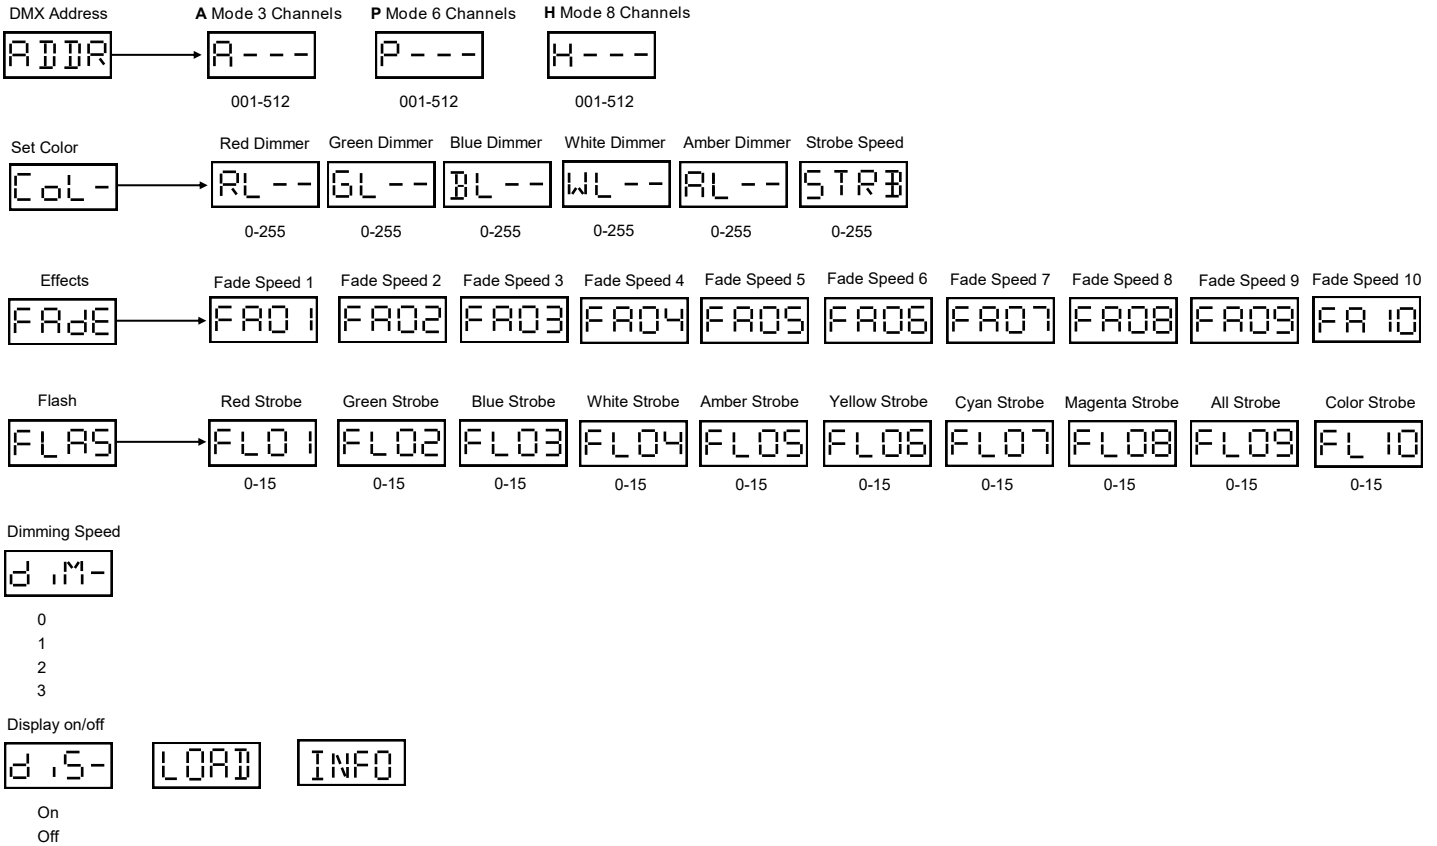 DMX Address A Mode 3 Channels P Mode 6 Channels H Mode 8 Channels
ADDR A--- P--- H---
001-512 001-512 001-512
Set Color Red Dimmer Green Dimmer Blue Dimmer White Dimmer Amber Dimmer Strobe Speed
CoL- RL-- GL-- BL-- WL-- AL-- STRB
0-255 0-255 0-255 0-255 0-255 0-255
Effects Fade Speed 1 Fade Speed 2 Fade Speed 3 Fade Speed 4 Fade Speed 5 Fade Speed 6 Fade Speed 7 Fade Speed 8 Fade Speed 9 Fade Speed 10
FAdE FA01 FA02 FA03 FA04 FA05 FA06 FA07 FA08 FA09 FA10
Flash Red Strobe Green Strobe Blue Strobe White Strobe Amber Strobe Yellow Strobe Cyan Strobe Magenta Strobe All Strobe Color Strobe
FLAS FL01 FL02 FL03 FL04 FL05 FL06 FL07 FL08 FL09 FL10
0-15 0-15 0-15 0-15 0-15 0-15 0-15 0-15 0-15 0-15
Dimming Speed
diM-
0
1
2
3
Display on/off
diS- LOAD INFO
On
Off